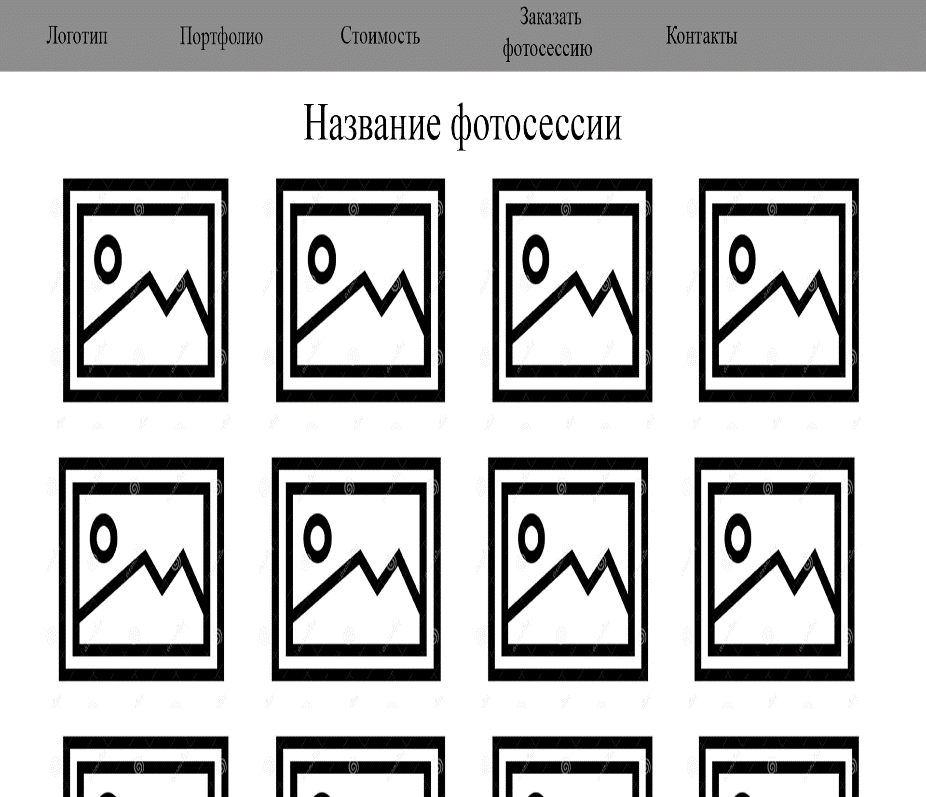 Логотип
Портфолио
Стоимость
Заказать
фотосессию
Контакты
Название фотосессии